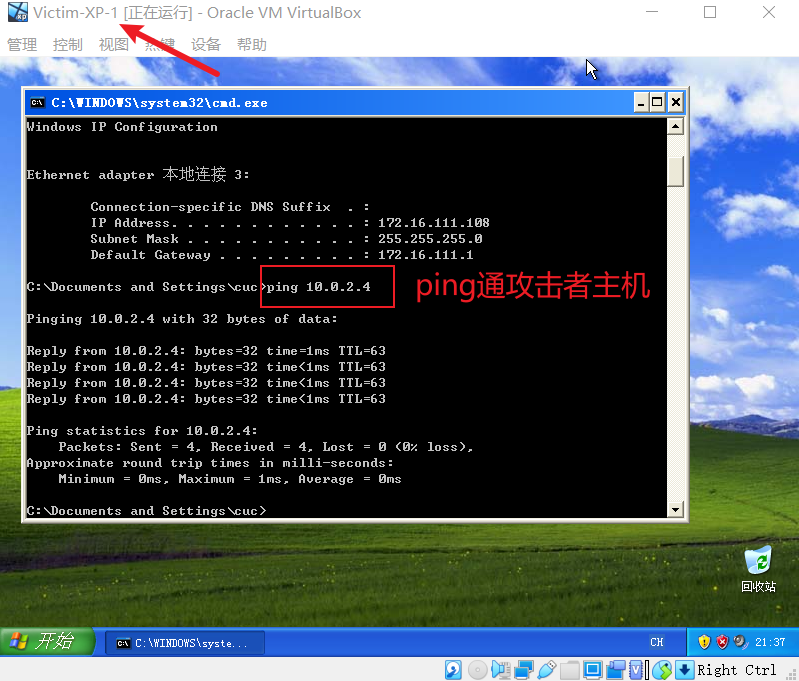 Victim-XP-1 [正在运行] - Oracle VM VirtualBox
管理 控制 视图 热键 设备 帮助
C:\WINDOWS\system32\cmd.exe
Windows IP Configuration
Ethernet adapter 本地连接 3:
Connection-specific DNS Suffix  . :
IP Address. . . . . . . . . . . . : 172.16.111.108
Subnet Mask . . . . . . . . . . . : 255.255.255.0
Default Gateway . . . . . . . . . : 172.16.111.1
C:\Documents and Settings\cuc>ping 10.0.2.4
ping通攻击者主机
Pinging 10.0.2.4 with 32 bytes of data:
Reply from 10.0.2.4: bytes=32 time=1ms TTL=63
Reply from 10.0.2.4: bytes=32 time<1ms TTL=63
Reply from 10.0.2.4: bytes=32 time<1ms TTL=63
Reply from 10.0.2.4: bytes=32 time<1ms TTL=63
Ping statistics for 10.0.2.4:
Packets: Sent = 4, Received = 4, Lost = 0 (0% loss),
Approximate round trip times in milli-seconds:
Minimum = 0ms, Maximum = 1ms, Average = 0ms
C:\Documents and Settings\cuc>
回收站
开始 C:\WINDOWS\syste... CH 21:37
Right Ctrl